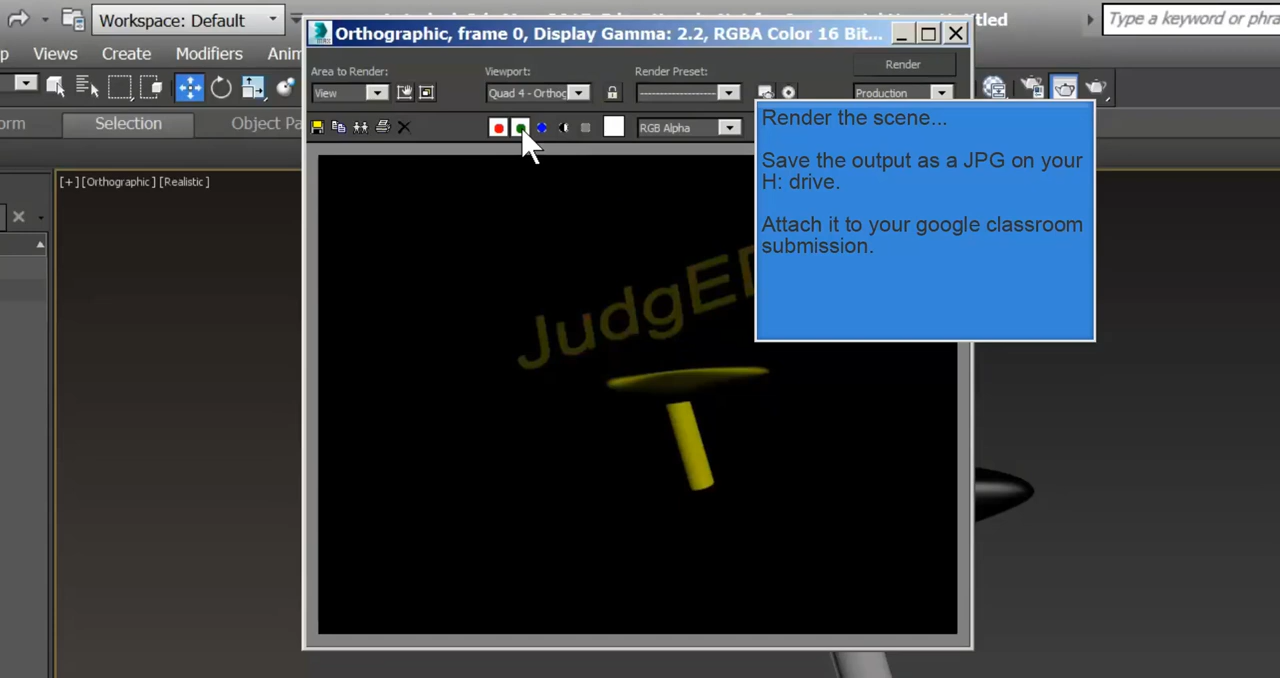 Workspace: Default
Type a keyword or phra
Orthographic, frame 0, Display Gamma: 2.2, RGBA Color 16 Bit...
Views
Create
Modifiers
Anim
Area to Render:
Viewport:
Render Preset:
Render
View
Quad 4 - Orthog
Production
orm
Selection
Object Pa
RGB Alpha
Render the scene...
Save the output as a JPG on your
H: drive.
Attach it to your google classroom
submission.
[+] [Orthographic] [Realistic]
JudgED